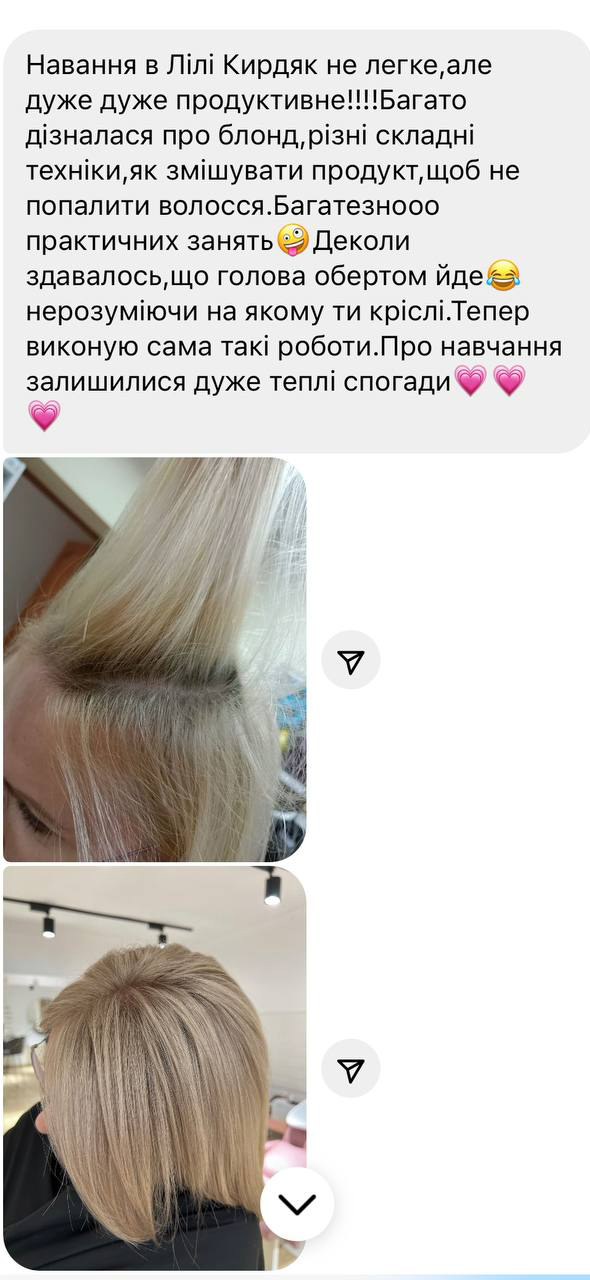 Навання в Лілі Кирдяк не легке,але
дуже дуже продуктивне!!!!Багато
дізналася про блонд,різні складні
техніки,як змішувати продукт,щоб не
попалити волосся.Багатезнооо
практичних занять🤪Деколи
здавалось,що голова обертом йде😂
нерозуміючи на якому ти кріслі.Тепер
виконую сама такі роботи.Про навчання
залишилися дуже теплі спогади💗💗
💗